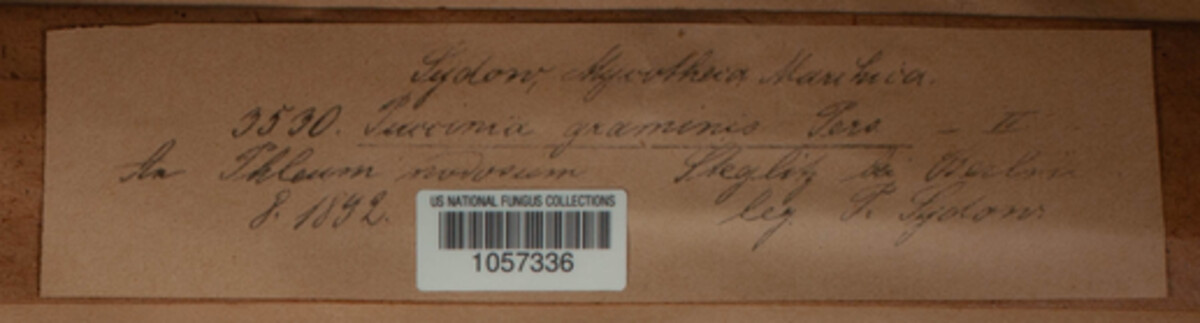 Sydow, Mycotheca Marchica.
3530. Puccinia graminis Pers. – II
An Phleum nodosum Steglitz bei Berlin
8. 1892. leg. P. Sydow.
US NATIONAL FUNGUS COLLECTIONS
1057336